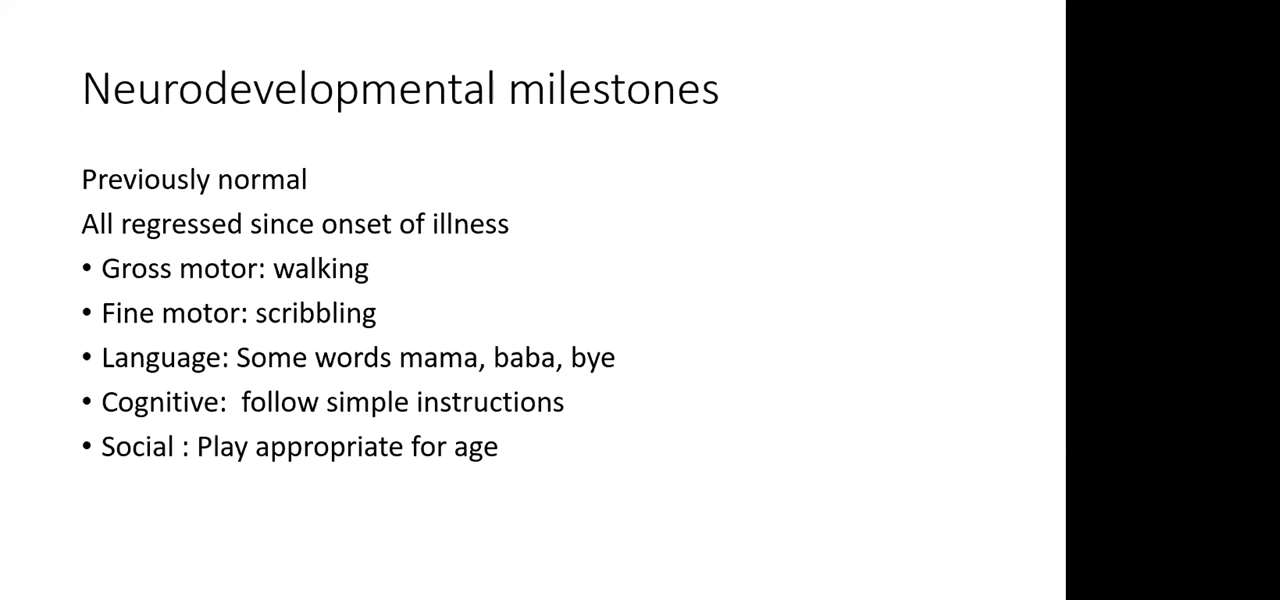 Neurodevelopmental milestones
Previously normal
All regressed since onset of illness
• Gross motor: walking
• Fine motor: scribbling
• Language: Some words mama, baba, bye
• Cognitive:  follow simple instructions
• Social : Play appropriate for age